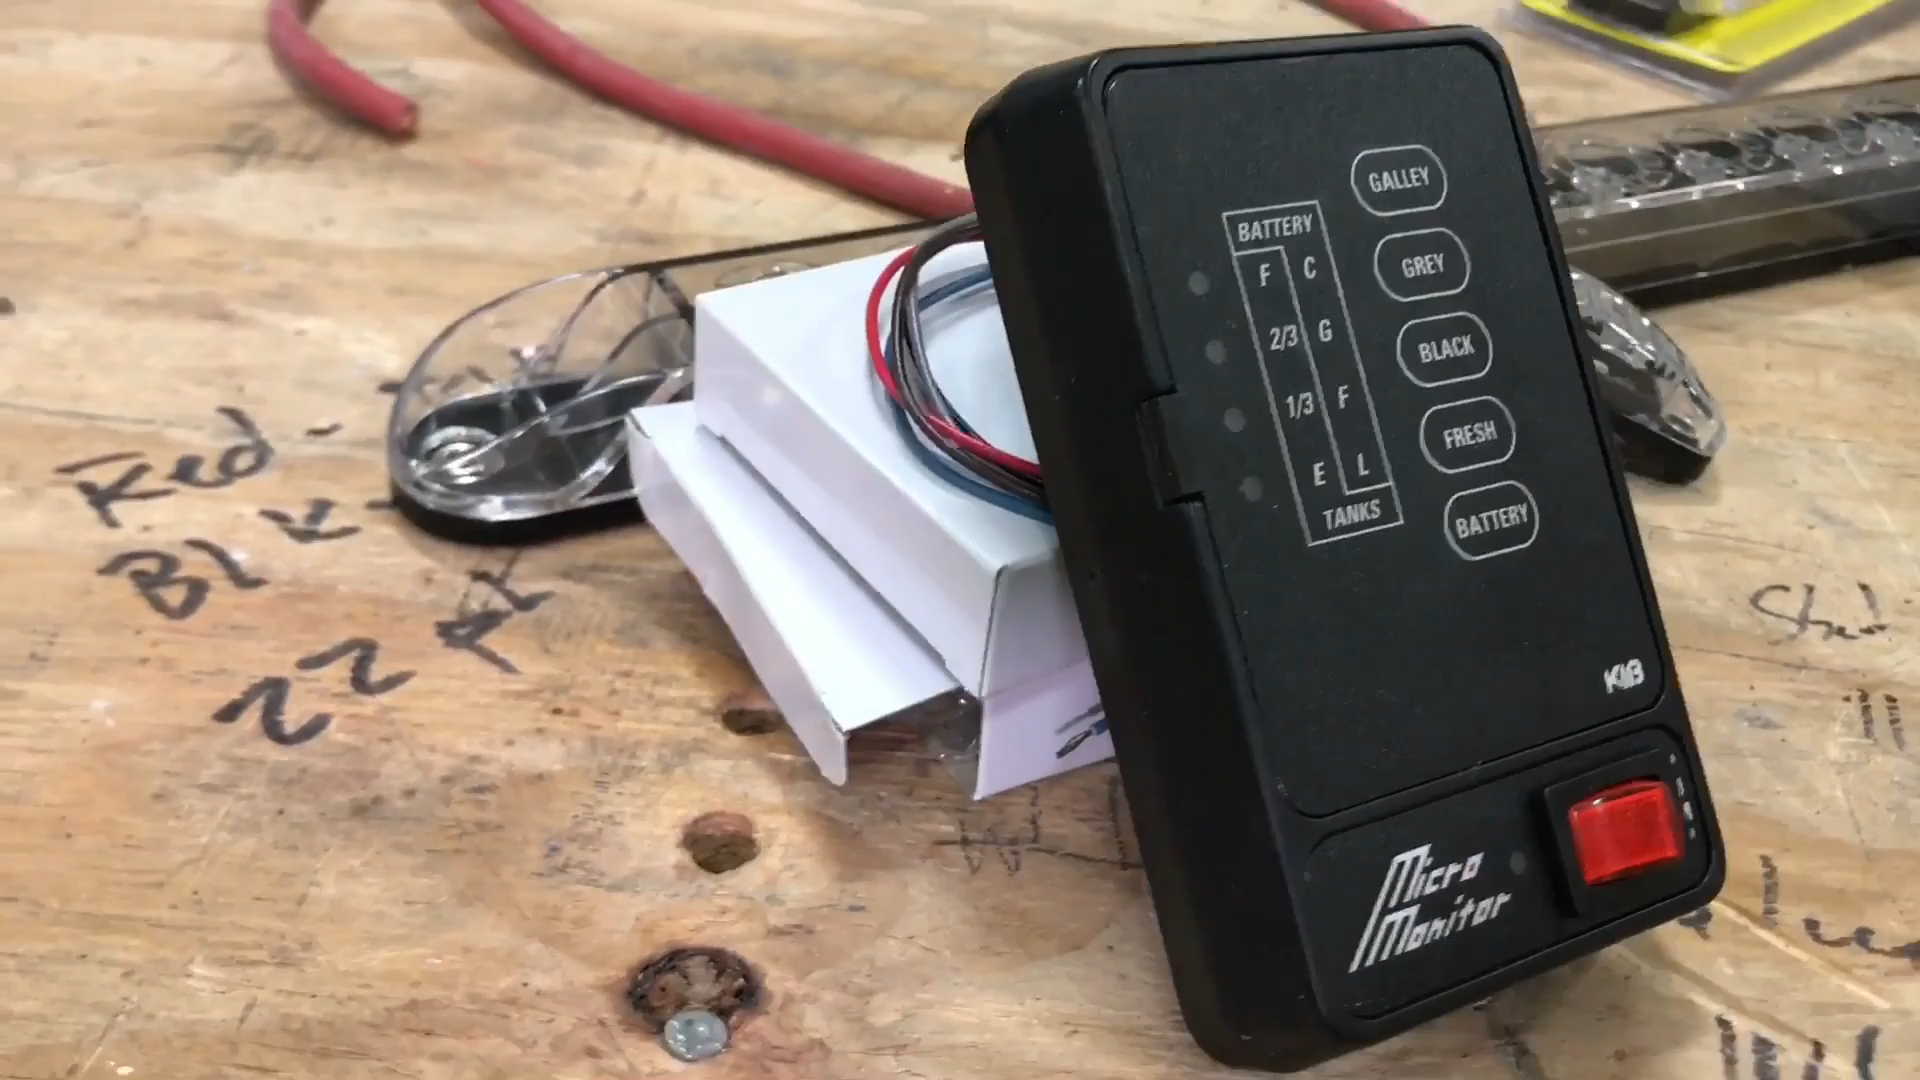 GALLEY
GREY
BLACK
FRESH
BATTERY
BATTERY
F C
2/3 G
1/3 F
E L
TANKS
KIB
Micro
Monitor
Red
Blk
22